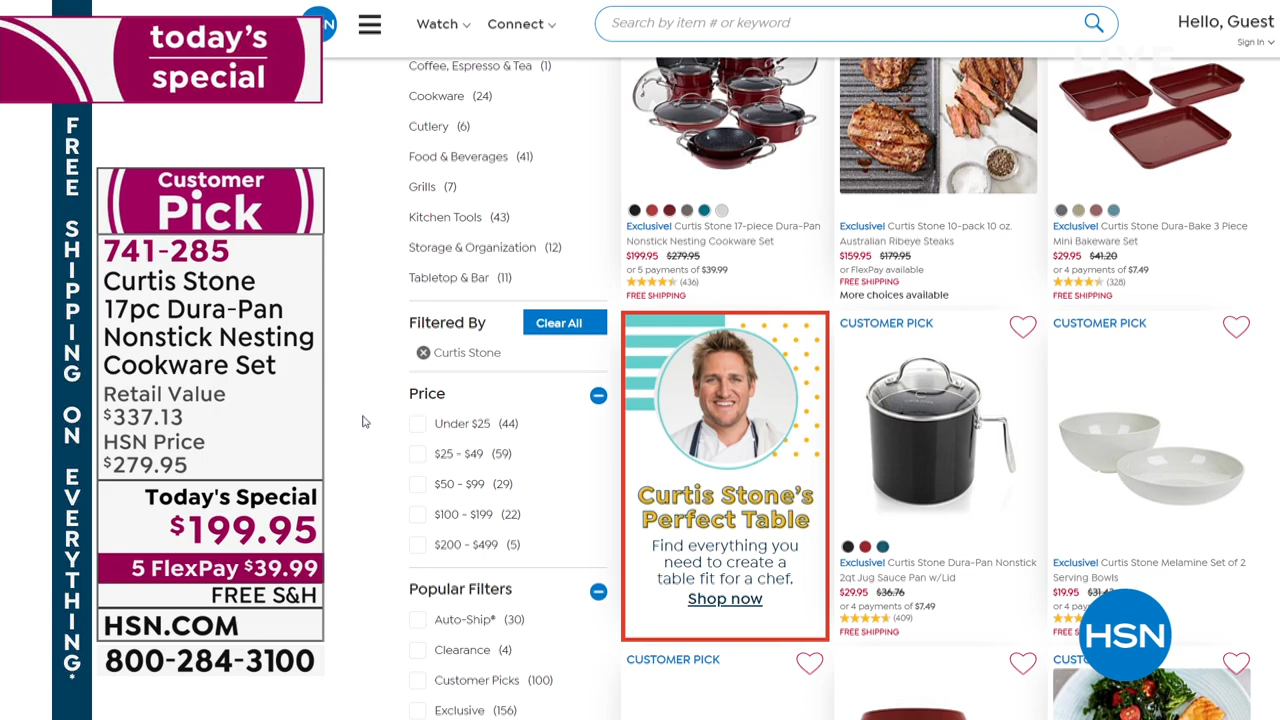 today's
special
FREE SHIPPING ON EVERYTHING.*
Customer
Pick
741-285
Curtis Stone
17pc Dura-Pan
Nonstick Nesting
Cookware Set
Retail Value
$337.13
HSN Price
$279.95
Today's Special
$199.95
5 FlexPay $39.99
FREE S&H
HSN.COM
800-284-3100
Watch
Connect
Search by item # or keyword
Hello, Guest
Sign In
LIVE
Coffee, Espresso & Tea (1)
Cookware (24)
Cutlery (6)
Food & Beverages (41)
Grills (7)
Kitchen Tools (43)
Storage & Organization (12)
Tabletop & Bar (11)
Filtered By
Clear All
Curtis Stone
Price
Under $25 (44)
$25 - $49 (59)
$50 - $99 (29)
$100 - $199 (22)
$200 - $499 (5)
Popular Filters
Auto-Ship® (30)
Clearance (4)
Customer Picks (100)
Exclusive (156)
Exclusive! Curtis Stone 17-piece Dura-Pan
Nonstick Nesting Cookware Set
$199.95 $279.95
or 5 payments of $39.99
(436)
FREE SHIPPING
Exclusive! Curtis Stone 10-pack 10 oz.
Australian Ribeye Steaks
$159.95 $179.95
or FlexPay available
FREE SHIPPING
More choices available
Exclusive! Curtis Stone Dura-Bake 3 Piece
Mini Bakeware Set
$29.95 $41.20
or 4 payments of $7.49
(328)
FREE SHIPPING
Curtis Stone's
Perfect Table
Find everything you
need to create a
table fit for a chef.
Shop now
CUSTOMER PICK
Exclusive! Curtis Stone Dura-Pan Nonstick
2qt Jug Sauce Pan w/Lid
$29.95 $36.76
or 4 payments of $7.49
(409)
FREE SHIPPING
CUSTOMER PICK
Exclusive! Curtis Stone Melamine Set of 2
Serving Bowls
$19.95
or 4
FREE
HSN
CUSTOMER PICK